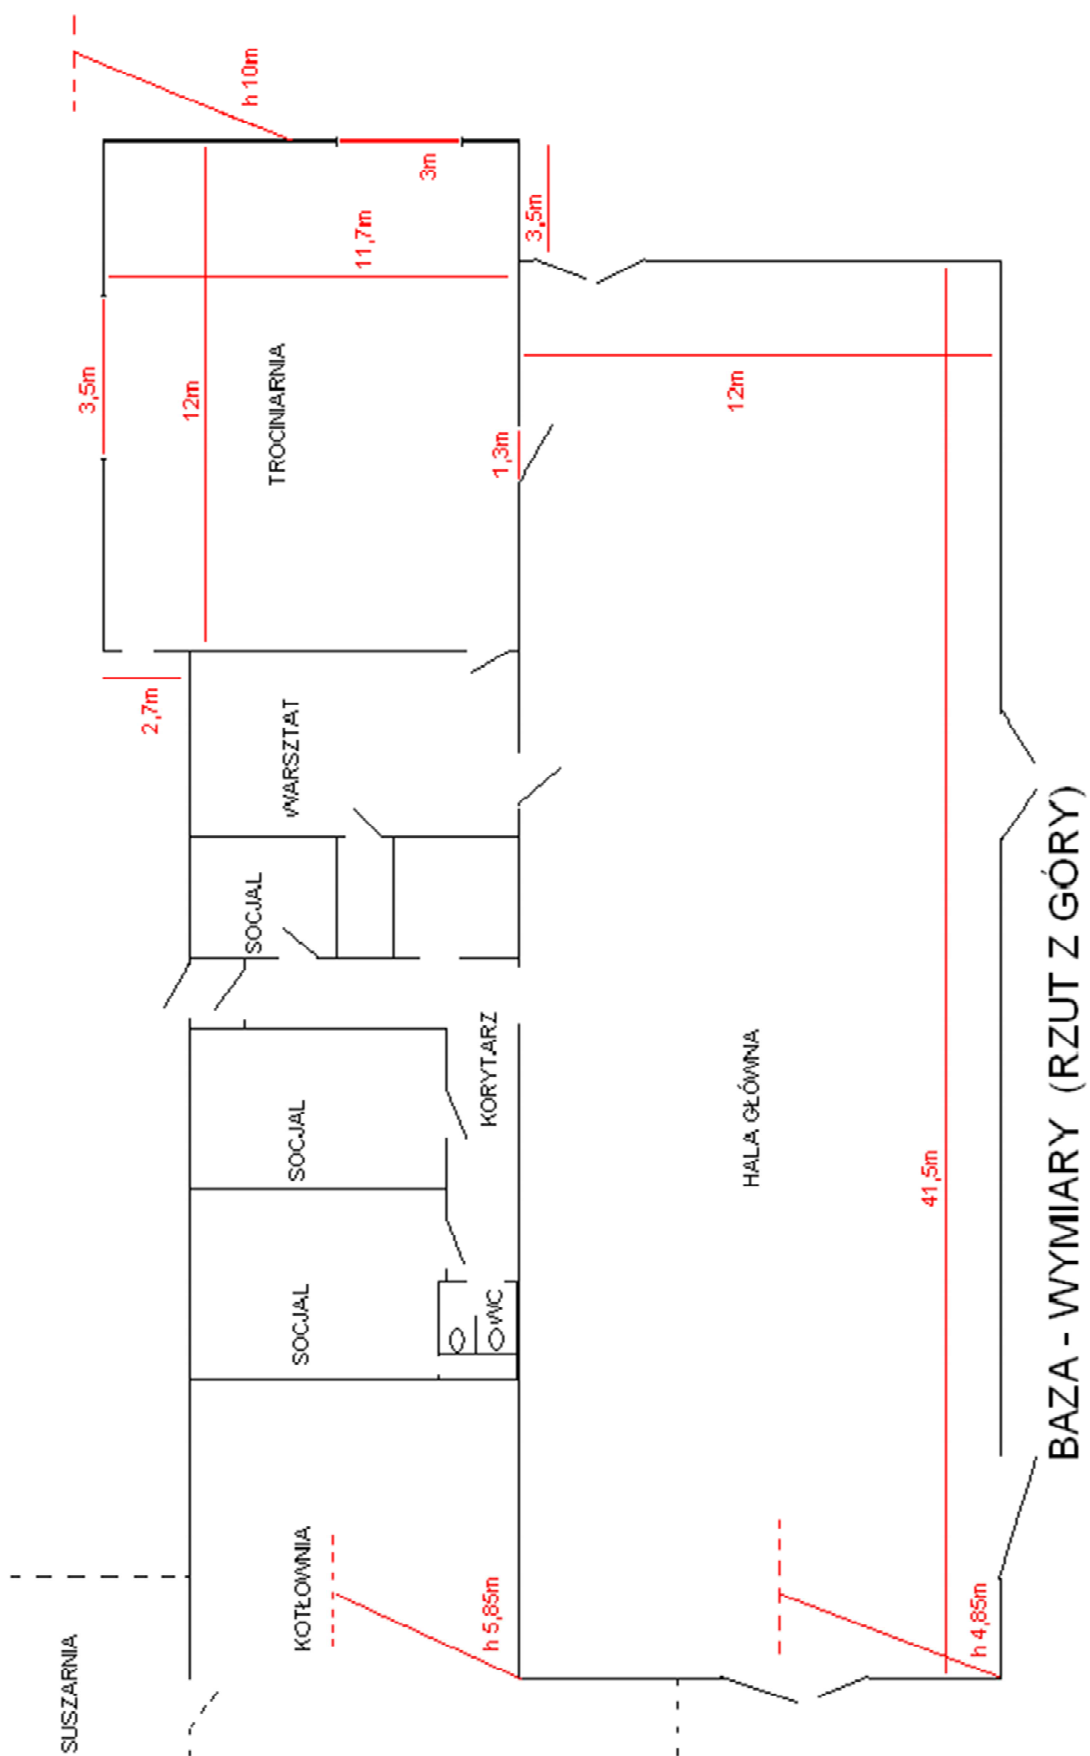 SUSZARNIA
KOTŁOWNIA
h 5,85m
SOCJAL
WC
SOCJAL
KORYTARZ
SOCJAL
WARSZTAT
2,7m
TROCINIARNIA
12m
3,5m
11,7m
3m
h 10m
1,3m
3,5m
12m
HALA GŁÓWNA
41,5m
h 4,85m
BAZA - WYMIARY (RZUT Z GÓRY)